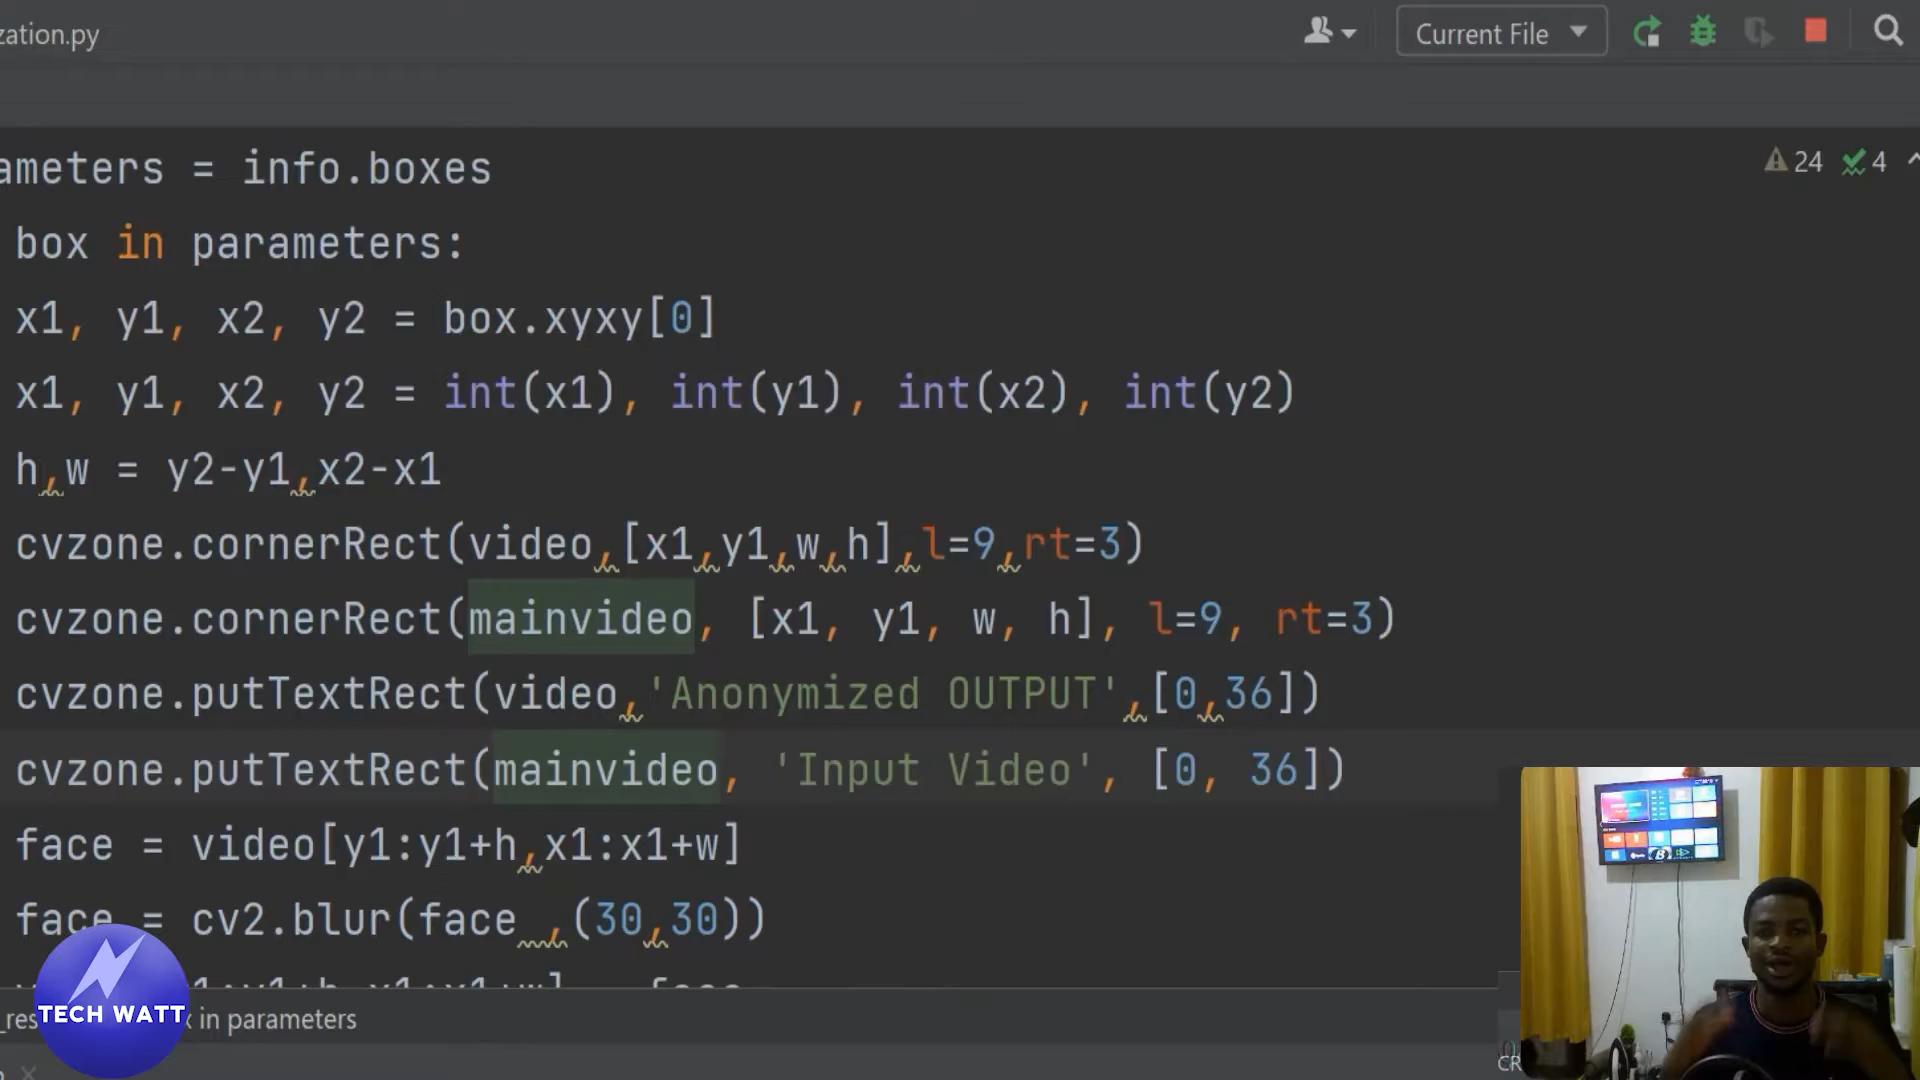 zation.py
Current File
24 4
ameters = info.boxes
box in parameters:
x1, y1, x2, y2 = box.xyxy[0]
x1, y1, x2, y2 = int(x1), int(y1), int(x2), int(y2)
h,w = y2-y1,x2-x1
cvzone.cornerRect(video,[x1,y1,w,h],l=9,rt=3)
cvzone.cornerRect(mainvideo, [x1, y1, w, h], l=9, rt=3)
cvzone.putTextRect(video,'Anonymized OUTPUT',[0,36])
cvzone.putTextRect(mainvideo, 'Input Video', [0, 36])
face = video[y1:y1+h,x1:x1+w]
face = cv2.blur(face ,(30,30))
TECH WATT
_res
x in parameters
CR